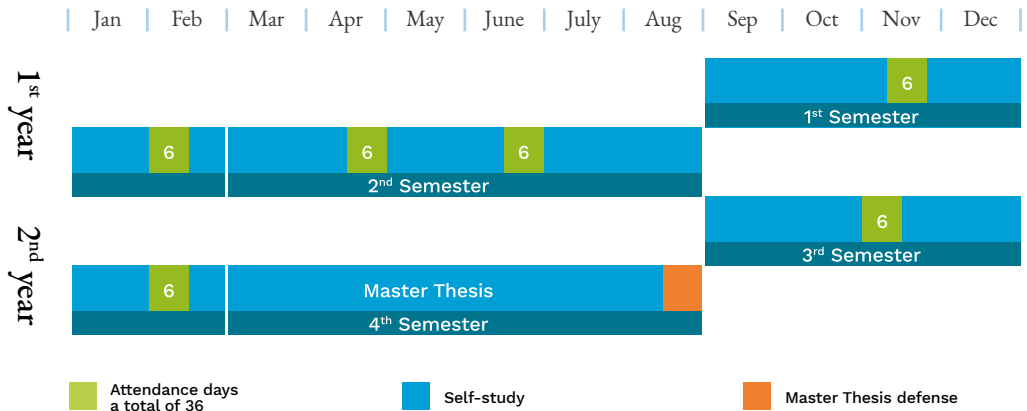 Jan Feb Mar Apr May June July Aug Sep Oct Nov Dec
1st year
6
1st Semester
6 6 6
2nd Semester
2nd year
6
3rd Semester
6 Master Thesis
4th Semester
Attendance days
a total of 36
Self-study
Master Thesis defense